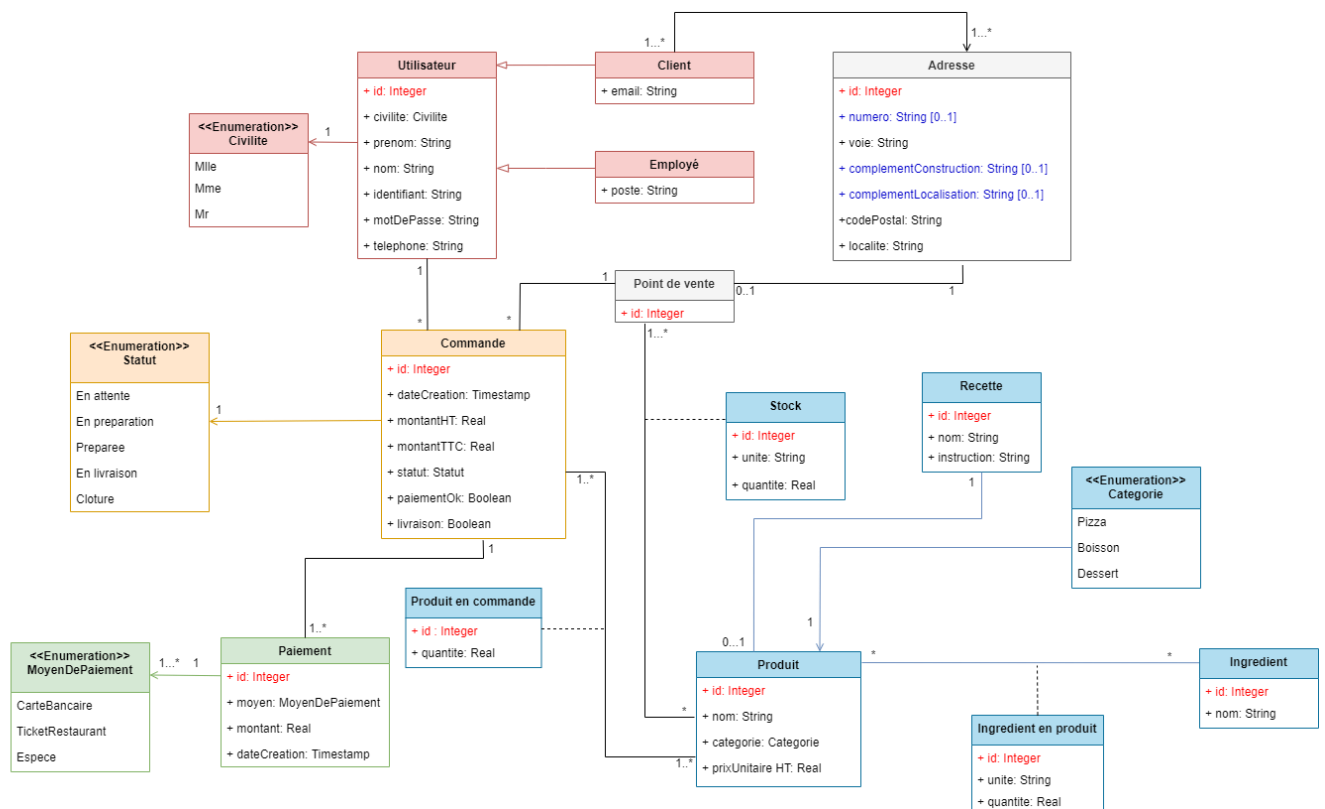 1...*
1...*
Utilisateur
+ id: Integer
+ civilite: Civilite
+ prenom: String
+ nom: String
+ identifiant: String
+ motDePasse: String
+ telephone: String
Client
+ email: String
Adresse
+ id: Integer
+ numero: String [0..1]
+ voie: String
+ complementConstruction: String [0..1]
+ complementLocalisation: String [0..1]
+codePostal: String
+ localite: String
<<Enumeration>>
Civilite
Mlle
Mme
Mr
1
Employé
+ poste: String
1
*
1
*
Point de vente
+ id: Integer
0..1
1
1...*
*
<<Enumeration>>
Statut
En attente
En preparation
Preparee
En livraison
Cloture
1
Commande
+ id: Integer
+ dateCreation: Timestamp
+ montantHT: Real
+ montantTTC: Real
+ statut: Statut
+ paiementOk: Boolean
+ livraison: Boolean
1..*
1..*
1
1..*
Stock
+ id: Integer
+ unite: String
+ quantite: Real
Recette
+ id: Integer
+ nom: String
+ instruction: String
1
0...1
<<Enumeration>>
Categorie
Pizza
Boisson
Dessert
1
Produit en commande
+ id : Integer
+ quantite: Real
<<Enumeration>>
MoyenDePaiement
CarteBancaire
TicketRestaurant
Espece
1...*
1
Paiement
+ id: Integer
+ moyen: MoyenDePaiement
+ montant: Real
+ dateCreation: Timestamp
Produit
+ id: Integer
+ nom: String
+ categorie: Categorie
+ prixUnitaire HT: Real
*
*
Ingredient
+ id: Integer
+ nom: String
Ingredient en produit
+ id: Integer
+ unite: String
+ quantite: Real